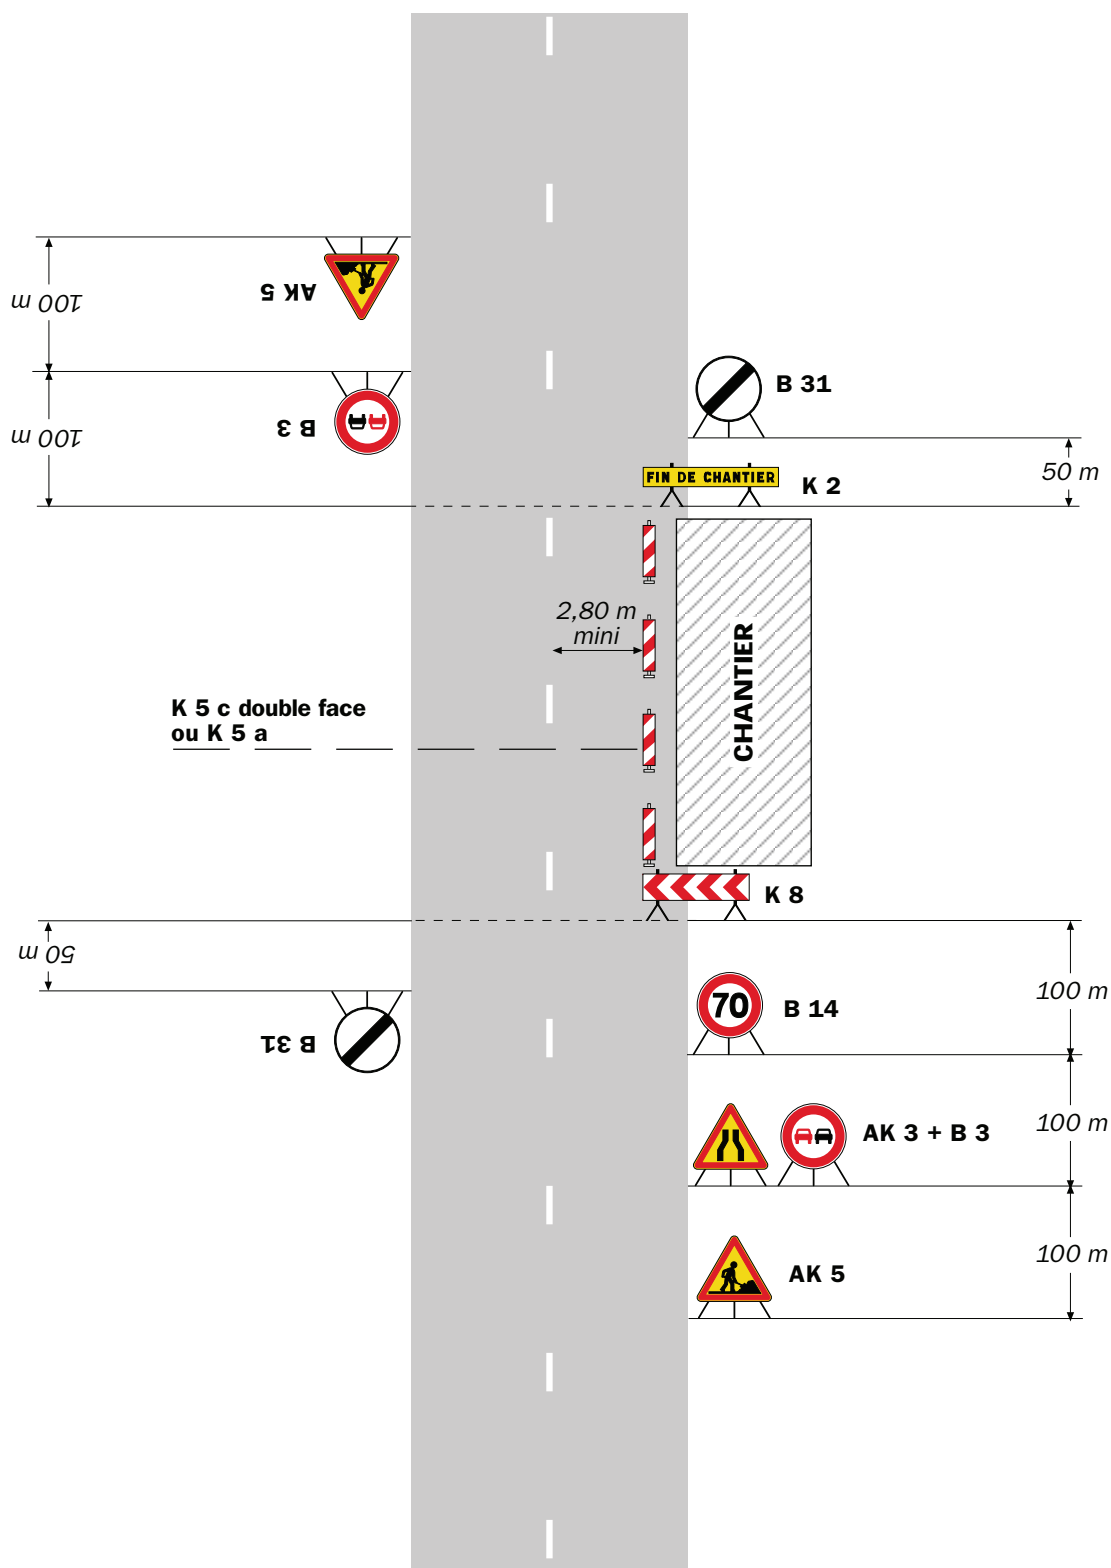 AK 5
100 m
B 3
100 m
B 31
FIN DE CHANTIER
K 2
50 m
2,80 m
mini
CHANTIER
K 5 c double face
ou K 5 a
K 8
50 m
B 31
70
B 14
100 m
AK 3 + B 3
100 m
AK 5
100 m